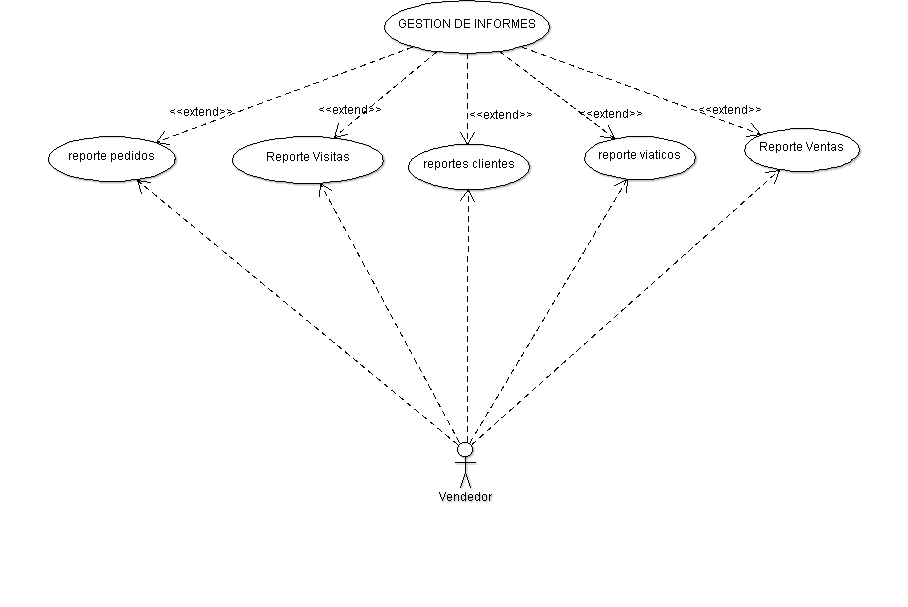 GESTION DE INFORMES
<<extend>>
<<extend>>
<<extend>>
<<extend>>
<<extend>>
reporte pedidos
Reporte Visitas
reportes clientes
reporte viaticos
Reporte Ventas
Vendedor